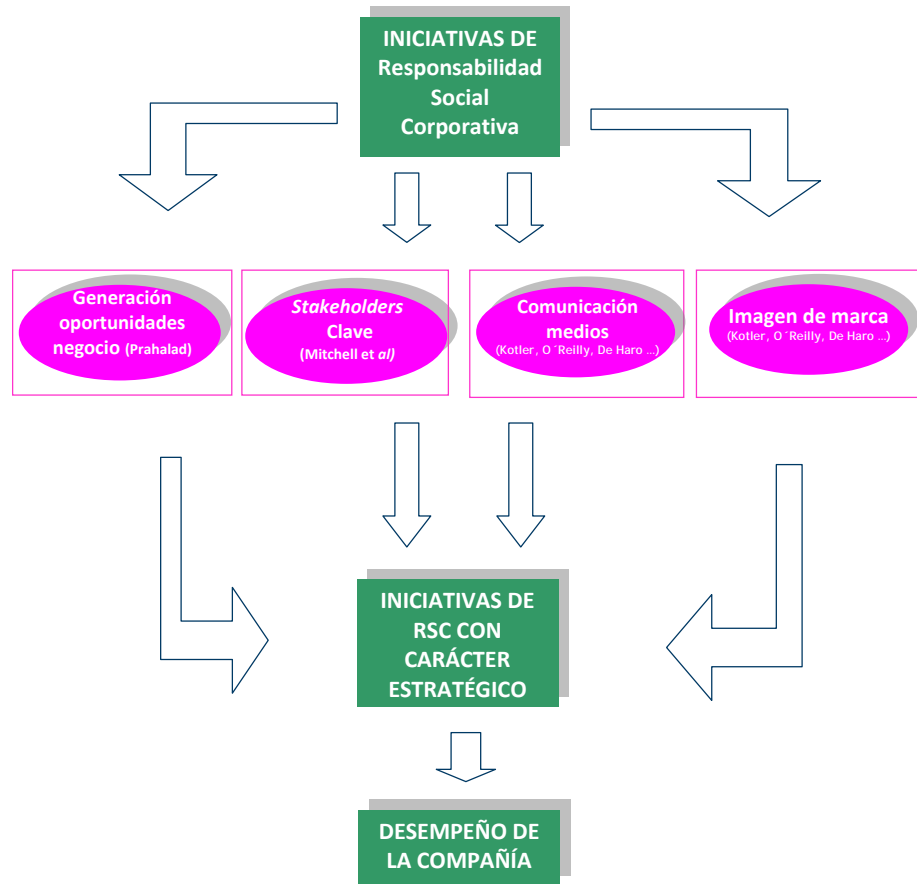 INICIATIVAS DE
Responsabilidad
Social
Corporativa
Generación
oportunidades
negocio (Prahalad)
Stakeholders
Clave
(Mitchell et al)
Comunicación
medios
(Kotler, O ´Reilly, De Haro ...)
Imagen de marca
(Kotler, O ´Reilly, De Haro ...)
INICIATIVAS DE
RSC CON
CARÁCTER
ESTRATÉGICO
DESEMPEÑO DE
LA COMPAÑÍA